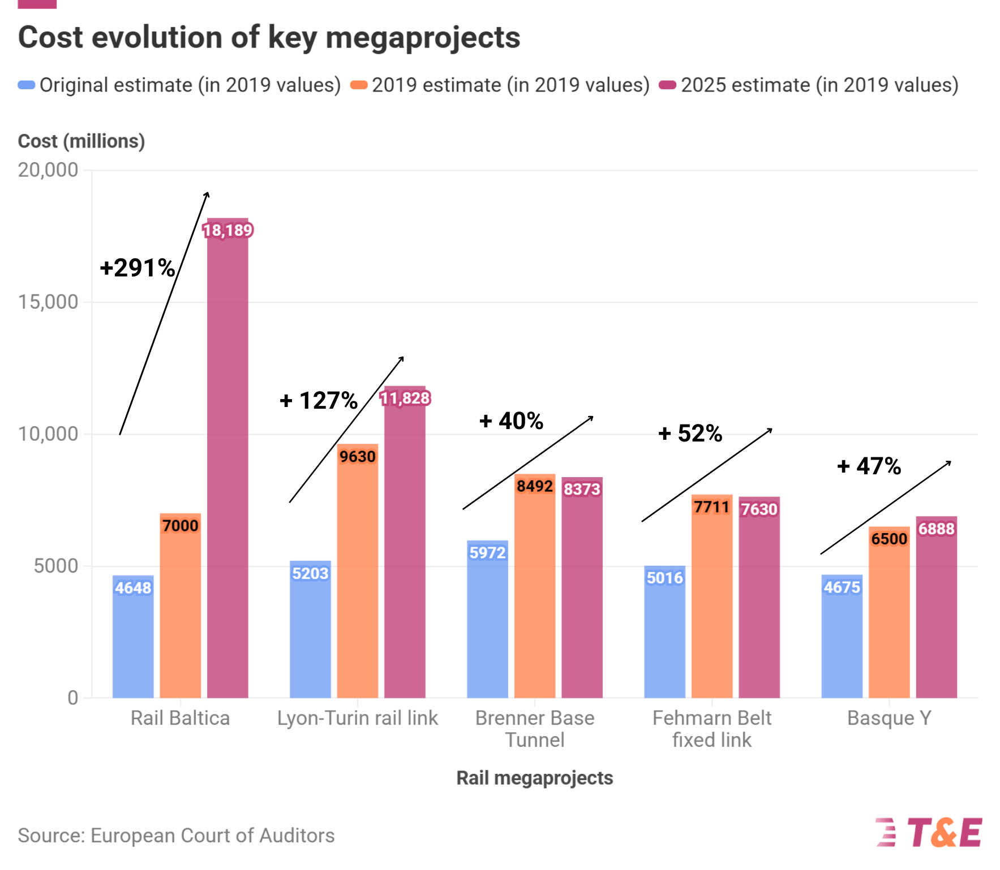 Cost evolution of key megaprojects
Original estimate (in 2019 values) 2019 estimate (in 2019 values) 2025 estimate (in 2019 values)
Cost (millions)
20,000
15,000
10,000
5000
0
+291%
+ 127%
+ 40%
+ 52%
+ 47%
4648
7000
18,189
5203
9630
11,828
5972
8492
8373
5016
7711
7630
4675
6500
6888
Rail Baltica
Lyon-Turin rail link
Brenner Base
Tunnel
Fehmarn Belt
fixed link
Basque Y
Rail megaprojects
Source: European Court of Auditors
T&E